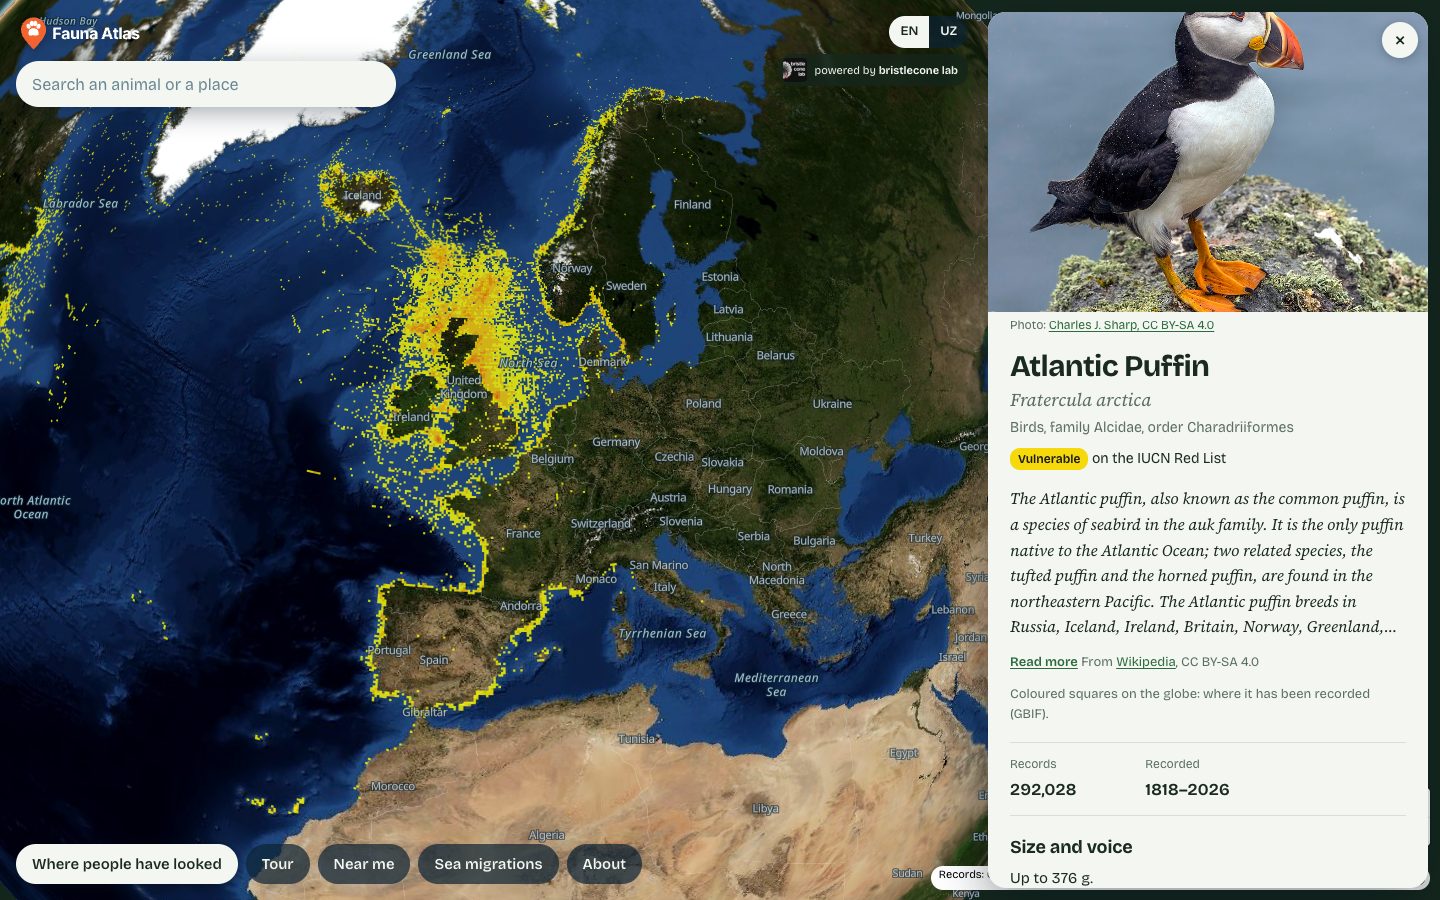 Hudson Bay
Fauna Atlas
Search an animal or a place
EN
UZ
powered by bristlecone lab
Greenland Sea
Labrador Sea
Iceland
Finland
Norway
Sweden
Estonia
Latvia
Lithuania
Belarus
North Sea
Denmark
United
Kingdom
Ireland
Poland
Ukraine
Germany
Belgium
Czechia
Slovakia
Moldova
Austria
Hungary
Romania
France
Switzerland
Slovenia
Serbia
Bulgaria
San Marino
Monaco
Italy
North
Macedonia
Turkey
Andorra
Greece
Lebanon
Tyrrhenian Sea
Portugal
Spain
Jordan
Israel
Mediterranean
Sea
Gibraltar
Tunisia
Egypt
Morocco
Libya
Algeria
Sudan
Kenya
orth Atlantic
Ocean
Where people have looked
Tour
Near me
Sea migrations
About
Records:
×
Photo: Charles J. Sharp, CC BY-SA 4.0
Atlantic Puffin
Fratercula arctica
Birds, family Alcidae, order Charadriiformes
Vulnerable on the IUCN Red List
The Atlantic puffin, also known as the common puffin, is
a species of seabird in the auk family. It is the only puffin
native to the Atlantic Ocean; two related species, the
tufted puffin and the horned puffin, are found in the
northeastern Pacific. The Atlantic puffin breeds in
Russia, Iceland, Ireland, Britain, Norway, Greenland,...
Read more From Wikipedia, CC BY-SA 4.0
Coloured squares on the globe: where it has been recorded
(GBIF).
Records
Recorded
292,028
1818–2026
Size and voice
Up to 376 g.